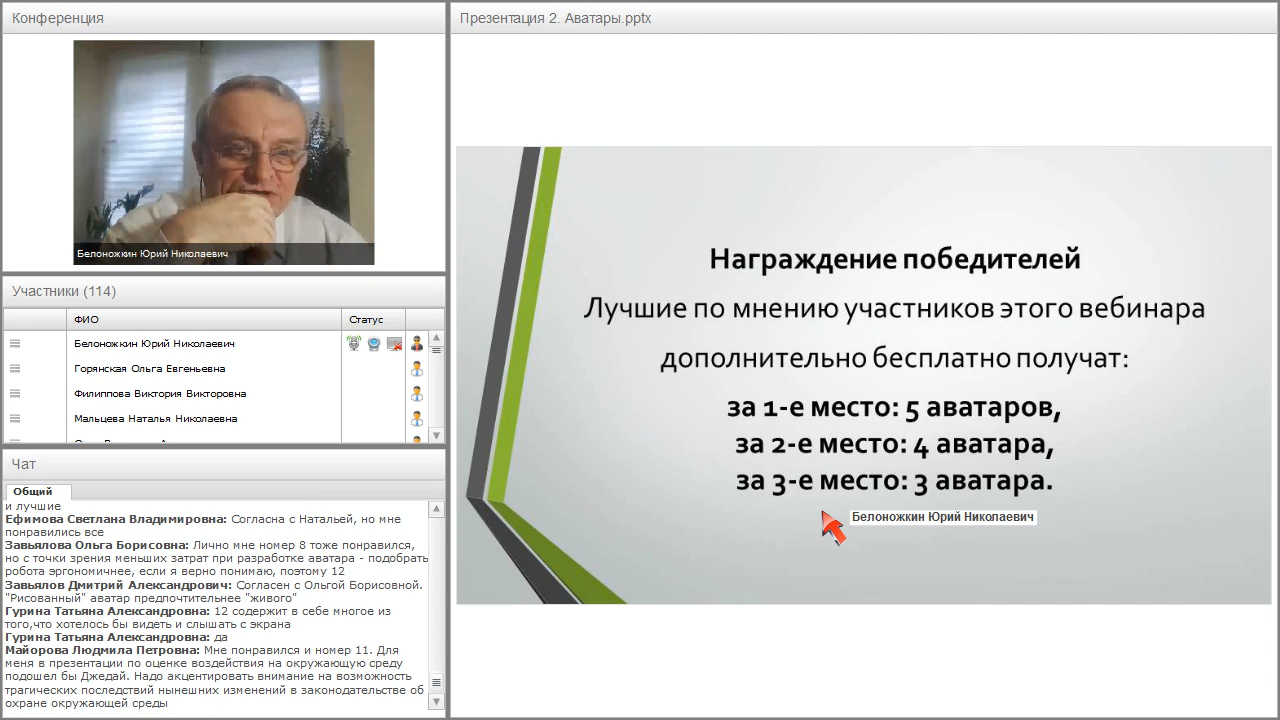 Конференция
Белоножкин Юрий Николаевич
Участники (114)
ФИО
Статус
Белоножкин Юрий Николаевич
Горянская Ольга Евгеньевна
Филиппова Виктория Викторовна
Мальцева Наталья Николаевна
Чат
Общий
и лучшие
Ефимова Светлана Владимировна: Согласна с Натальей, но мне
понравились все
Завьялова Ольга Борисовна: Лично мне номер 8 тоже понравился,
но с точки зрения меньших затрат при разработке аватара - подобрать
робота эргономичнее, если я верно понимаю, поэтому 12
Завьялов Дмитрий Александрович: Согласен с Ольгой Борисовной.
"Рисованный" аватар предпочтительнее "живого"
Гурина Татьяна Александровна: 12 содержит в себе многое из
того,что хотелось бы видеть и слышать с экрана
Гурина Татьяна Александровна: да
Майорова Людмила Петровна: Мне понравился и номер 11. Для
меня в презентации по оценке воздействия на окружающую среду
подошел бы Джедай. Надо акцентировать внимание на возможность
трагических последствий нынешних изменений в законодательстве об
охране окружающей среды
Презентация 2. Аватары.pptx
Награждение победителей
Лучшие по мнению участников этого вебинара
дополнительно бесплатно получат:
за 1-е место: 5 аватаров,
за 2-е место: 4 аватара,
за 3-е место: 3 аватара.
Белоножкин Юрий Николаевич